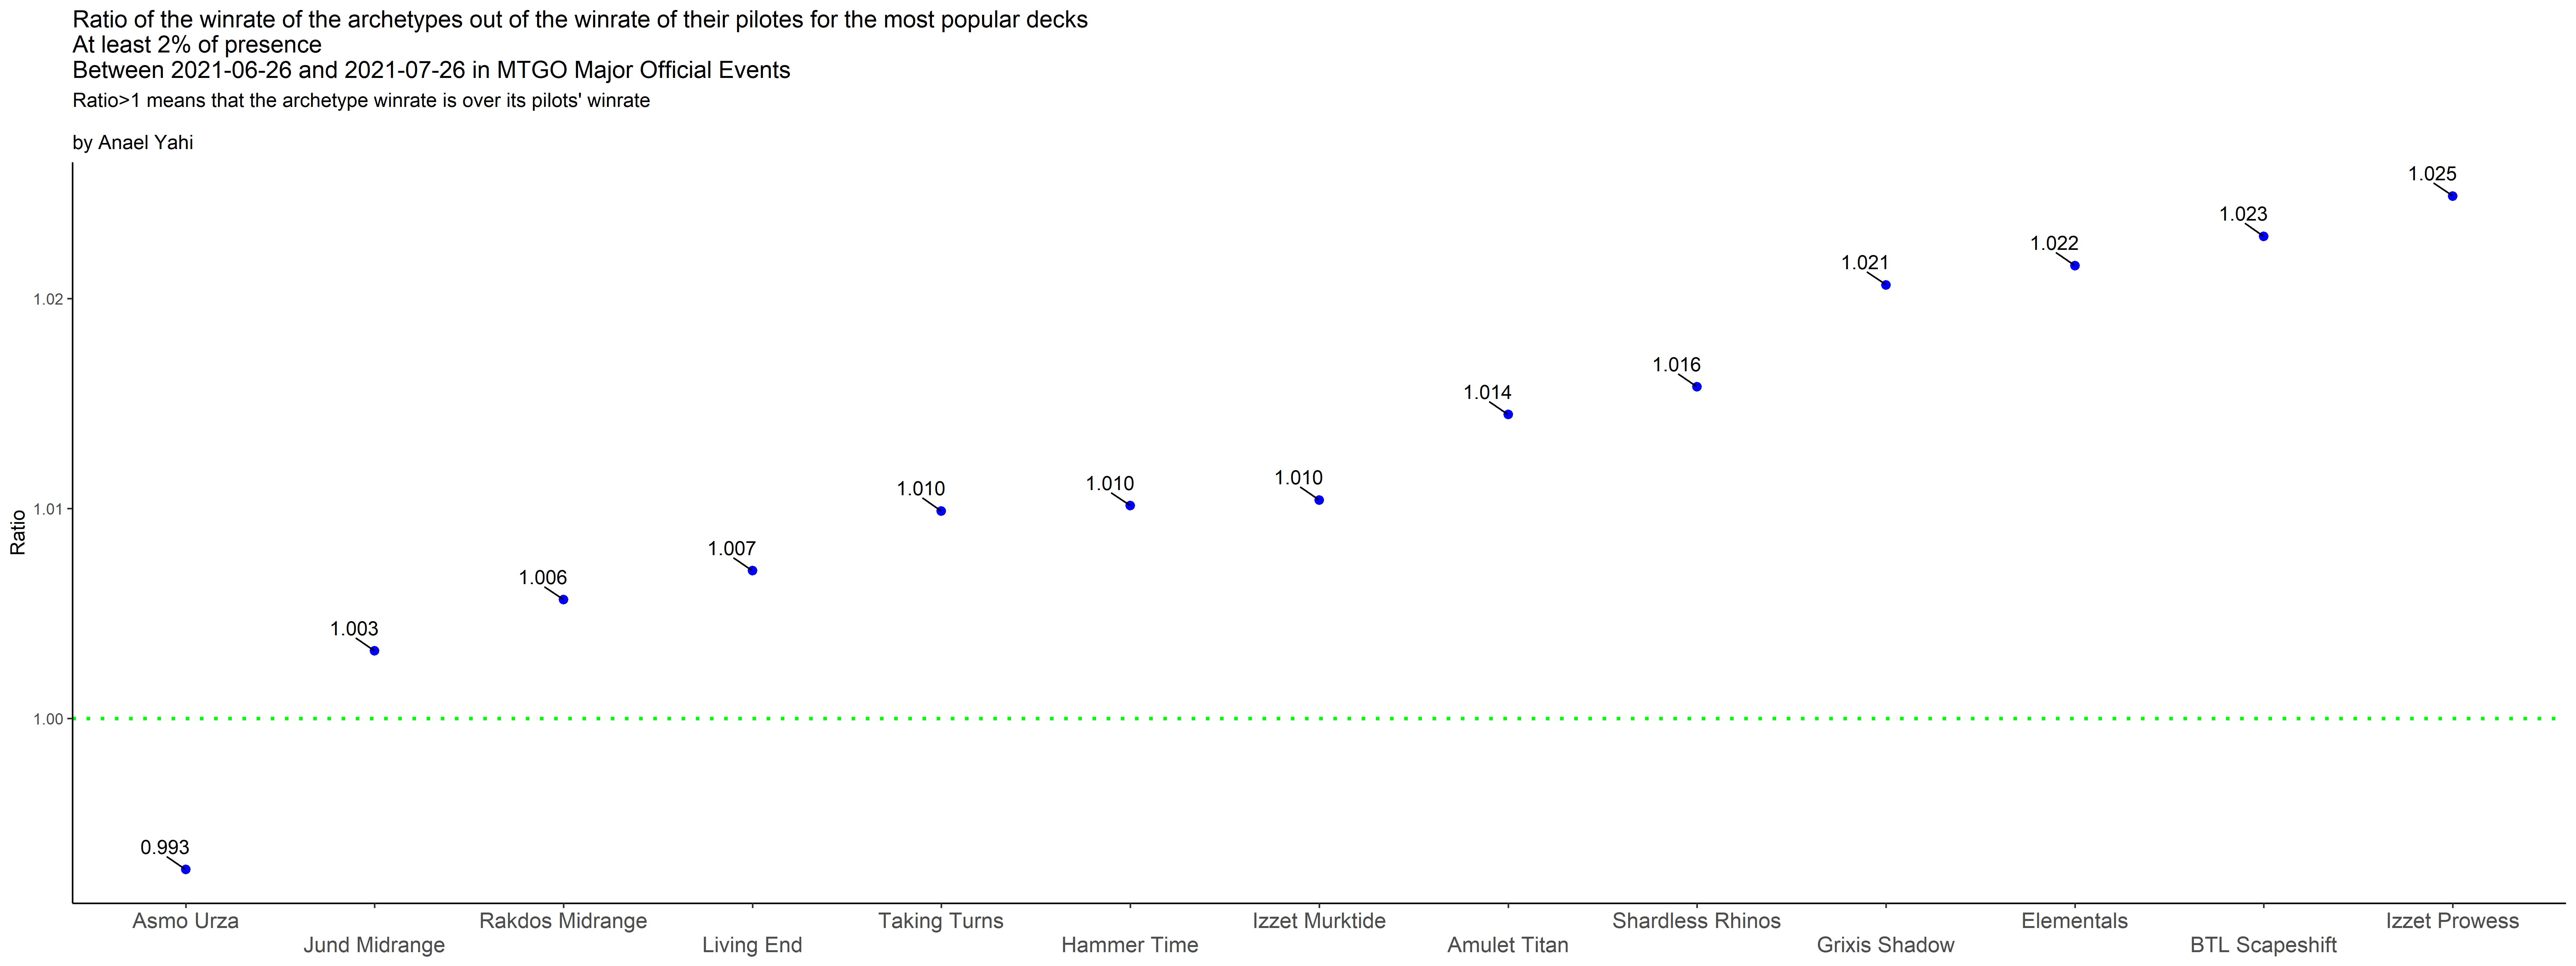 Ratio of the winrate of the archetypes out of the winrate of their pilotes for the most popular decks
At least 2% of presence
Between 2021-06-26 and 2021-07-26 in MTGO Major Official Events
Ratio>1 means that the archetype winrate is over its pilots' winrate
by Anael Yahi
Ratio
1.02
1.01
1.00
0.993
1.003
1.006
1.007
1.010
1.010
1.010
1.014
1.016
1.021
1.022
1.023
1.025
Asmo Urza
Jund Midrange
Rakdos Midrange
Living End
Taking Turns
Hammer Time
Izzet Murktide
Amulet Titan
Shardless Rhinos
Grixis Shadow
Elementals
BTL Scapeshift
Izzet Prowess